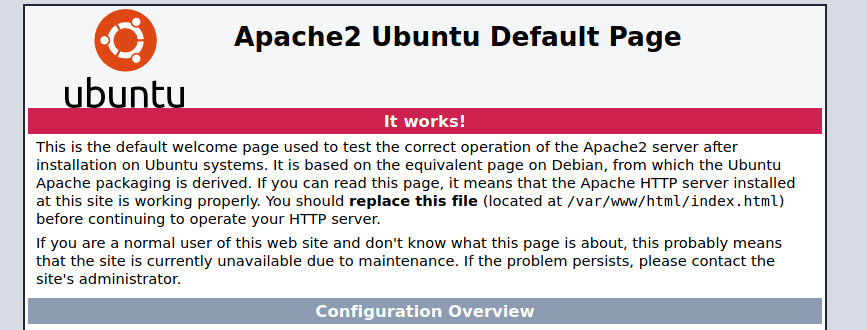 Apache2 Ubuntu Default Page
ubuntu
It works!
This is the default welcome page used to test the correct operation of the Apache2 server after
installation on Ubuntu systems. It is based on the equivalent page on Debian, from which the Ubuntu
Apache packaging is derived. If you can read this page, it means that the Apache HTTP server installed
at this site is working properly. You should replace this file (located at /var/www/html/index.html)
before continuing to operate your HTTP server.
If you are a normal user of this web site and don't know what this page is about, this probably means
that the site is currently unavailable due to maintenance. If the problem persists, please contact the
site's administrator.
Configuration Overview